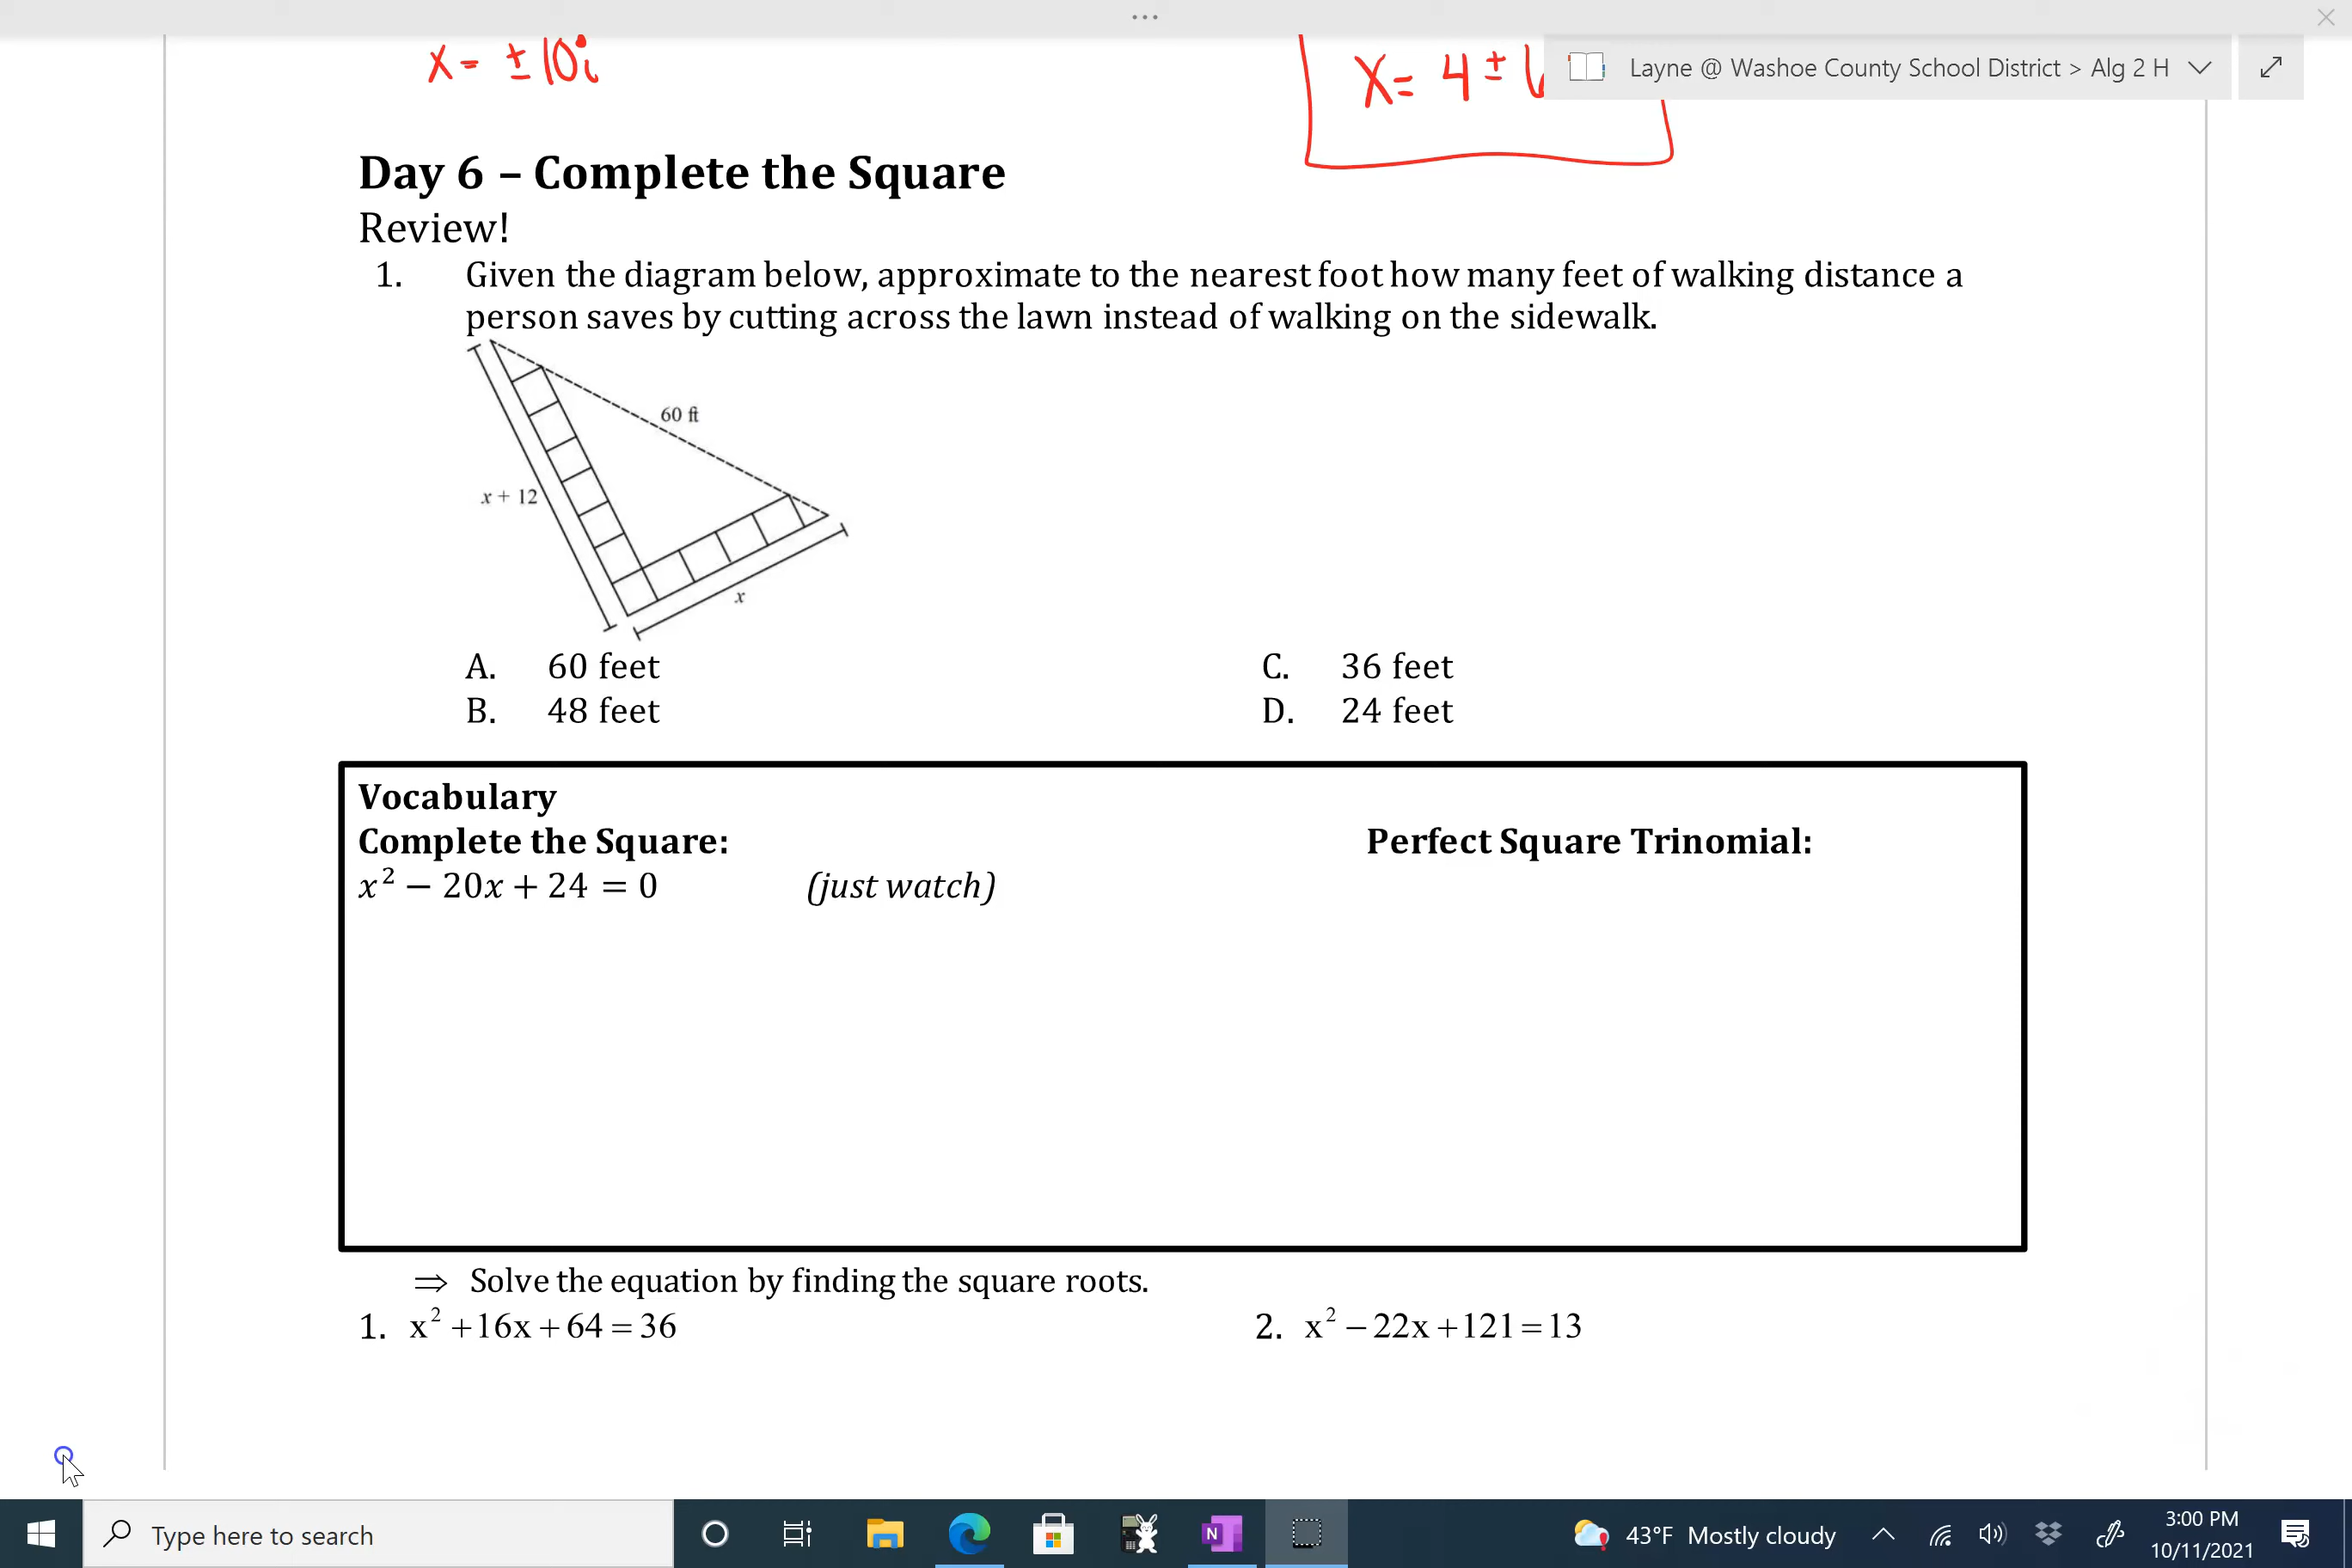 x = ± 10i
x = 4 ±
Layne @ Washoe County School District > Alg 2 H
Day 6 – Complete the Square
Review!
1. Given the diagram below, approximate to the nearest foot how many feet of walking distance a
person saves by cutting across the lawn instead of walking on the sidewalk.
60 ft
x + 12
x
A. 60 feet
C. 36 feet
B. 48 feet
D. 24 feet
Vocabulary
Complete the Square:
Perfect Square Trinomial:
x² − 20x + 24 = 0 (just watch)
⇒ Solve the equation by finding the square roots.
1. x² + 16x + 64 = 36
2. x² − 22x + 121 = 13
Type here to search
N
43°F Mostly cloudy
3:00 PM
10/11/2021